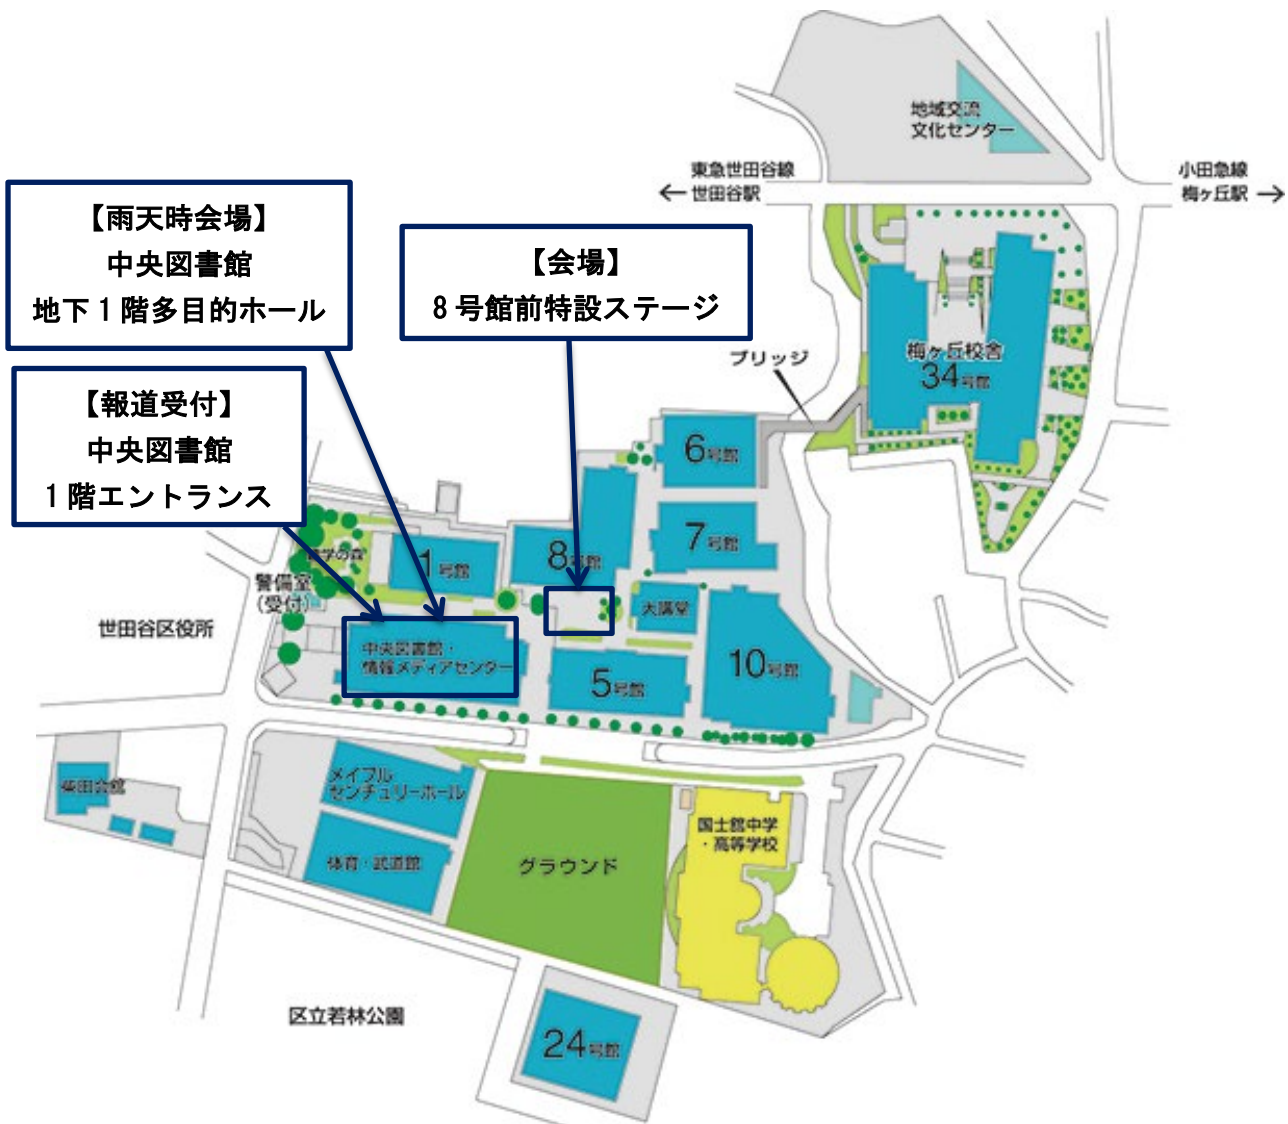 地域交流
文化センター
東急世田谷線
← 世田谷駅
小田急線
梅ヶ丘駅 →
【雨天時会場】
中央図書館
地下１階多目的ホール
【会場】
８号館前特設ステージ
【報道受付】
中央図書館
１階エントランス
ブリッジ
梅ヶ丘校舎
34号館
6号館
7号館
8号館
1号館
学の森
警備室
(受付)
大講堂
世田谷区役所
中央図書館・
情報メディアセンター
5号館
10号館
柴田会館
メイプル
センチュリーホール
体育・武道館
グラウンド
国士舘中学
・高等学校
区立若林公園
24号館